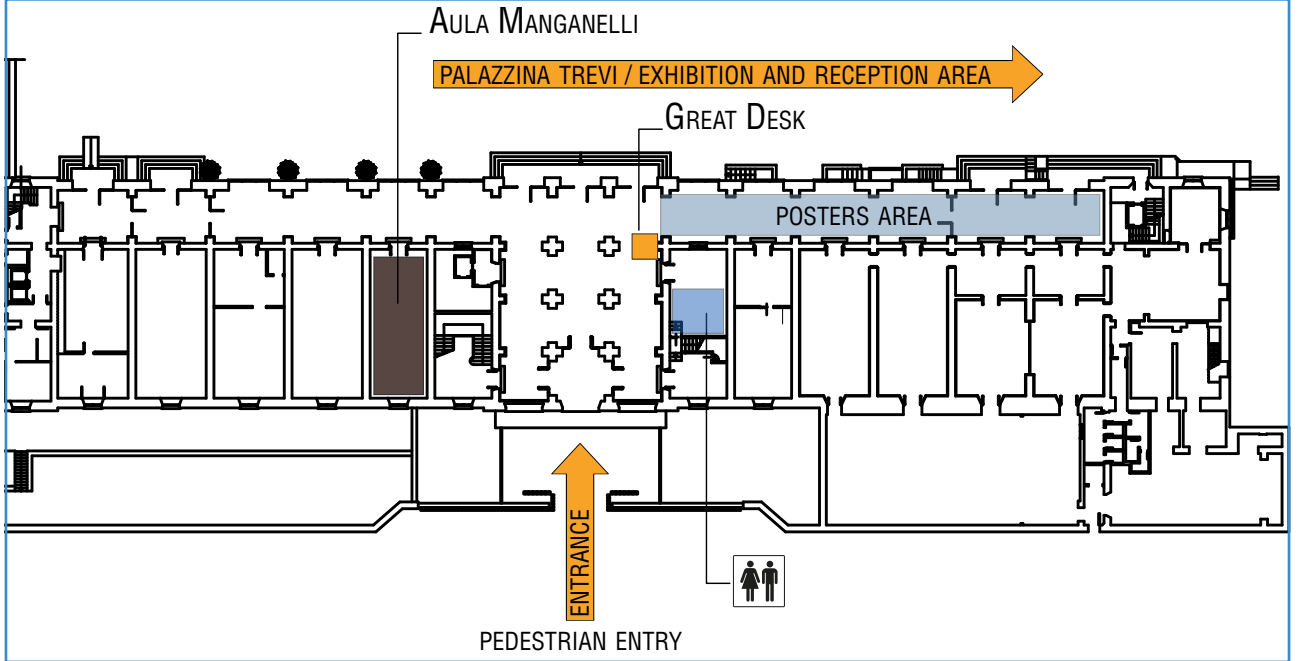 AULA MANGANELLI
PALAZZINA TREVI / EXHIBITION AND RECEPTION AREA
GREAT DESK
POSTERS AREA
ENTRANCE
PEDESTRIAN ENTRY